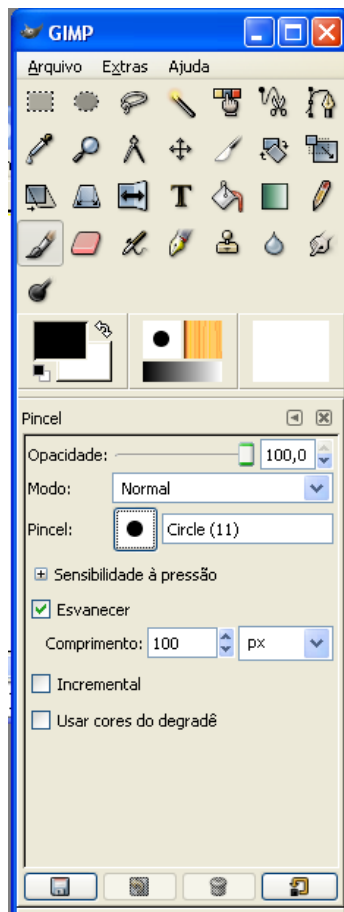 GIMP
Arquivo Extras Ajuda
T
Pincel
Opacidade: 100,0
Modo: Normal
Pincel: Circle (11)
Sensibilidade à pressão
Esvanecer
Comprimento: 100 px
Incremental
Usar cores do degradê